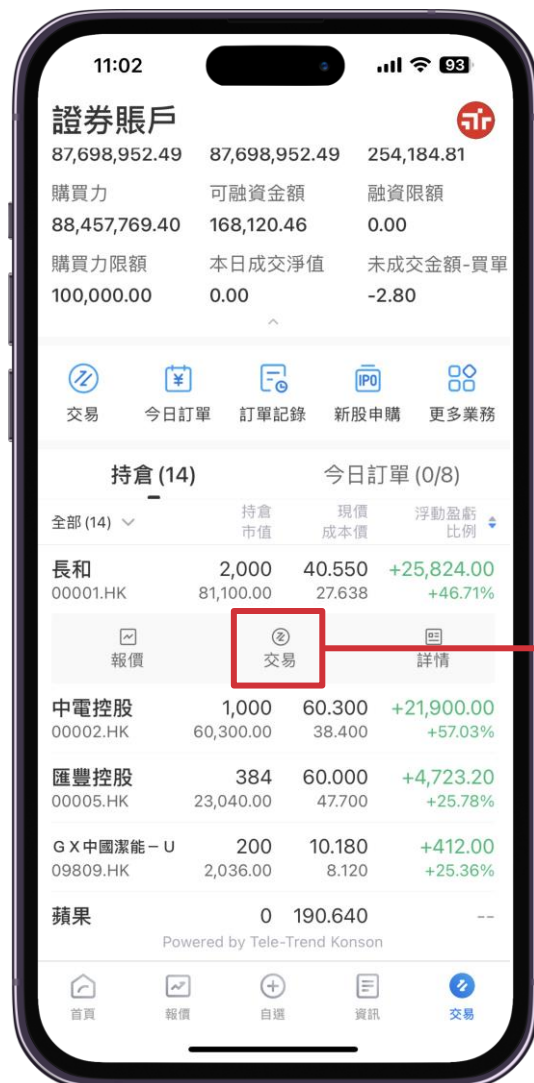 11:02 93
證券賬戶
87,698,952.49 87,698,952.49 254,184.81
購買力 可融資金額 融資限額
88,457,769.40 168,120.46 0.00
購買力限額 本日成交淨值 未成交金額-買單
100,000.00 0.00 -2.80
IPO
交易 今日訂單 訂單記錄 新股申購 更多業務
持倉 (14) 今日訂單 (0/8)
全部 (14) 持倉 現價 浮動盈虧
市值 成本價 比例
長和 2,000 40.550 +25,824.00
00001.HK 81,100.00 27.638 +46.71%
報價 交易 詳情
中電控股 1,000 60.300 +21,900.00
00002.HK 60,300.00 38.400 +57.03%
匯豐控股 384 60.000 +4,723.20
00005.HK 23,040.00 47.700 +25.78%
GX中國潔能－U 200 10.180 +412.00
09809.HK 2,036.00 8.120 +25.36%
蘋果 0 190.640 --
Powered by Tele-Trend Konson
首頁 報價 自選 資訊 交易